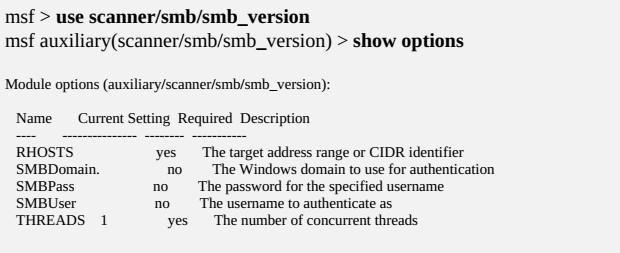 msf > use scanner/smb/smb_version
msf auxiliary(scanner/smb/smb_version) > show options
Module options (auxiliary/scanner/smb/smb_version):
Name Current Setting Required Description
---- --------------- -------- -----------
RHOSTS yes The target address range or CIDR identifier
SMBDomain. no The Windows domain to use for authentication
SMBPass no The password for the specified username
SMBUser no The username to authenticate as
THREADS 1 yes The number of concurrent threads